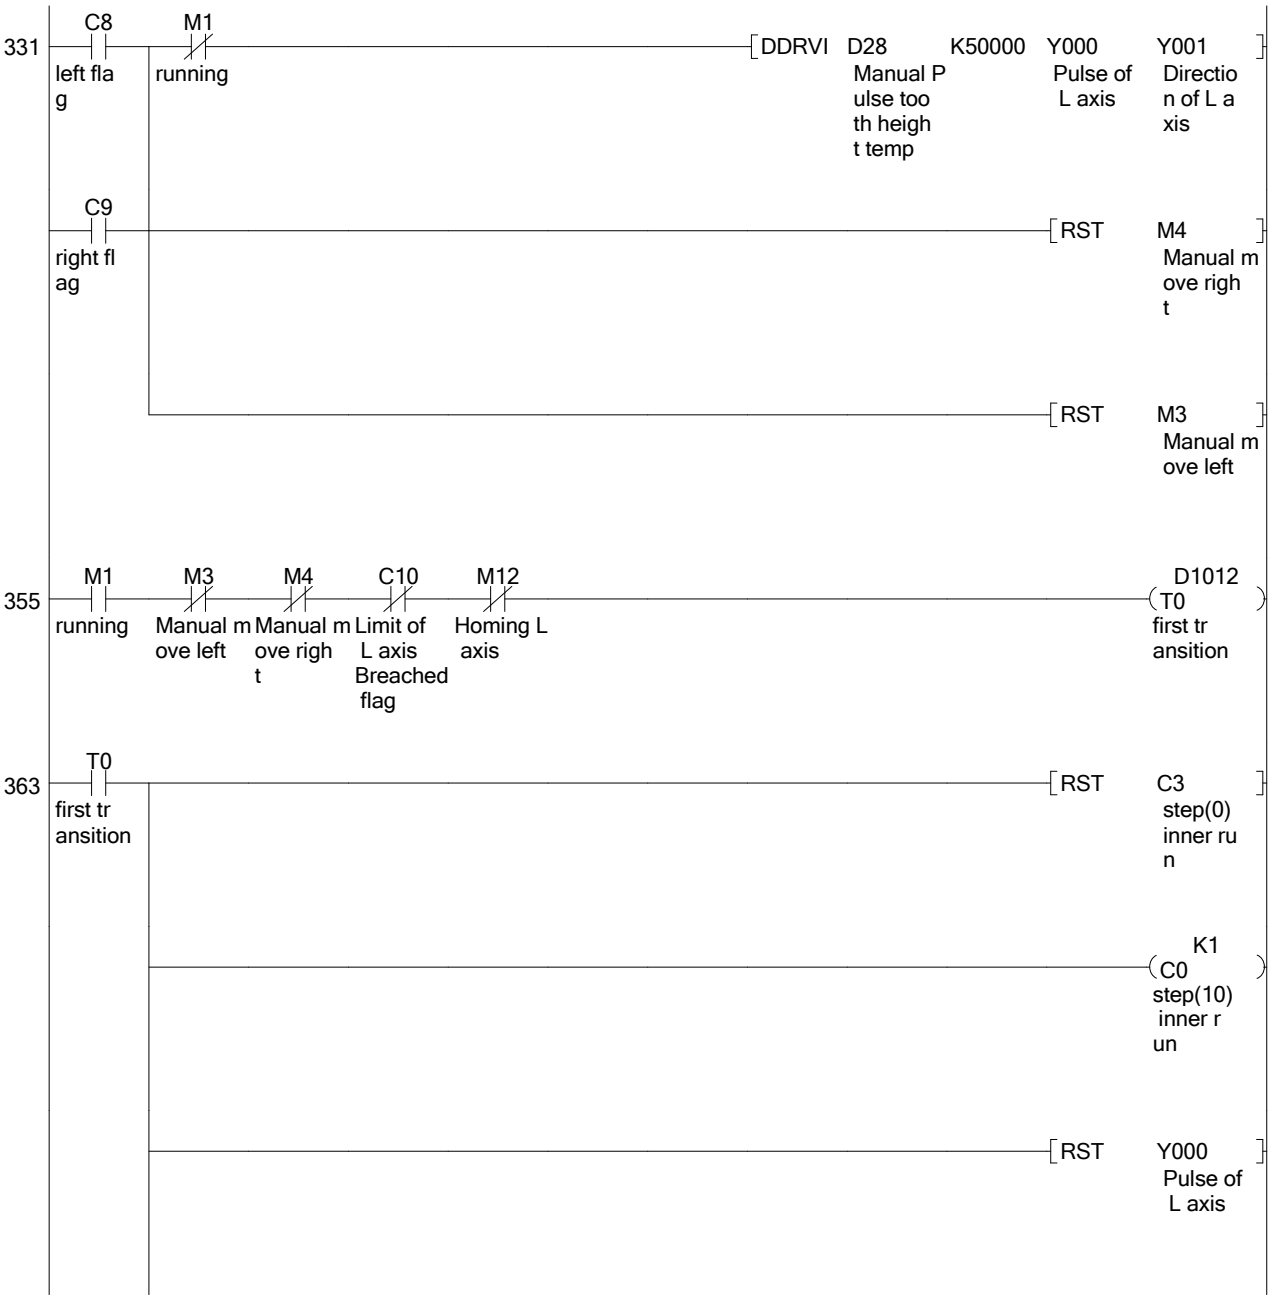 C8 M1
331 [DDRVI D28 K50000 Y000 Y001 ]
left fla running Manual P Pulse of Directio
g ulse too L axis n of L a
th heigh xis
t temp
C9
[RST M4 ]
right fl Manual m
ag ove righ
t
[RST M3 ]
Manual m
ove left
M1 M3 M4 C10 M12 D1012
355 (T0 )
running Manual m Manual m Limit of Homing L first tr
ove left ove righ L axis axis ansition
t Breached
flag
T0
363 [RST C3 ]
first tr step(0)
ansition inner ru
n
K1
(C0 )
step(10)
inner r
un
[RST Y000 ]
Pulse of
L axis